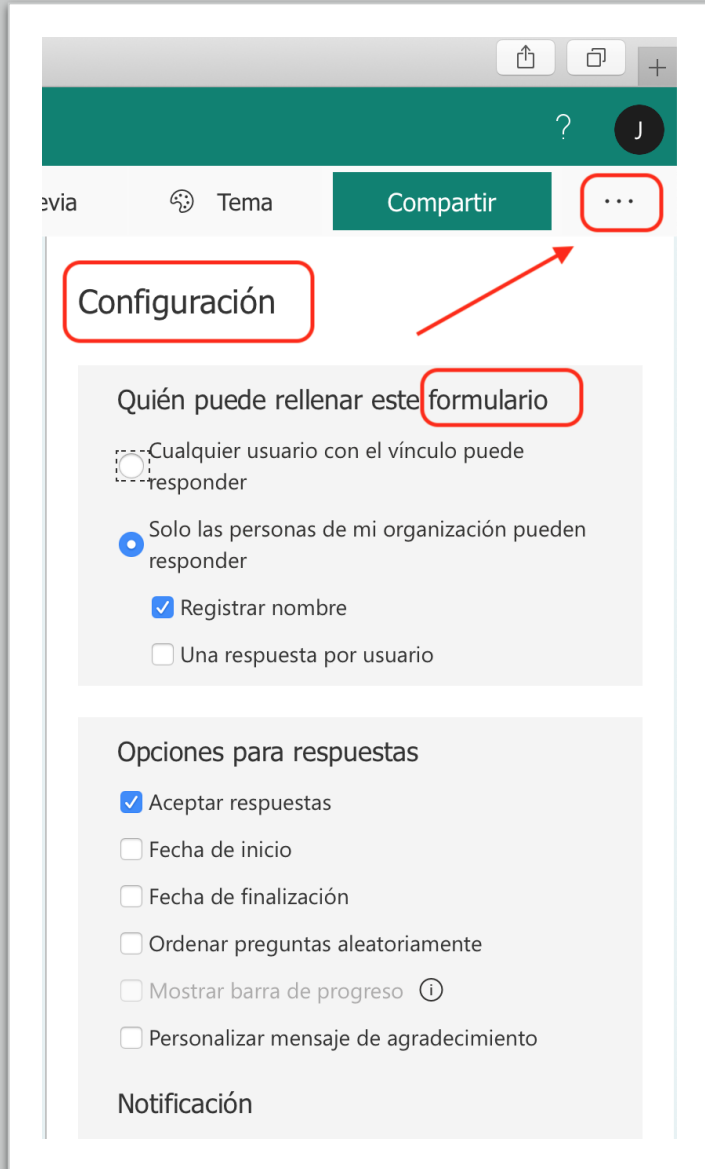 ?
J
evia
Tema
Compartir
...
Configuración
Quién puede rellenar este formulario
Cualquier usuario con el vínculo puede
responder
Solo las personas de mi organización pueden
responder
Registrar nombre
Una respuesta por usuario
Opciones para respuestas
Aceptar respuestas
Fecha de inicio
Fecha de finalización
Ordenar preguntas aleatoriamente
Mostrar barra de progreso
Personalizar mensaje de agradecimiento
Notificación